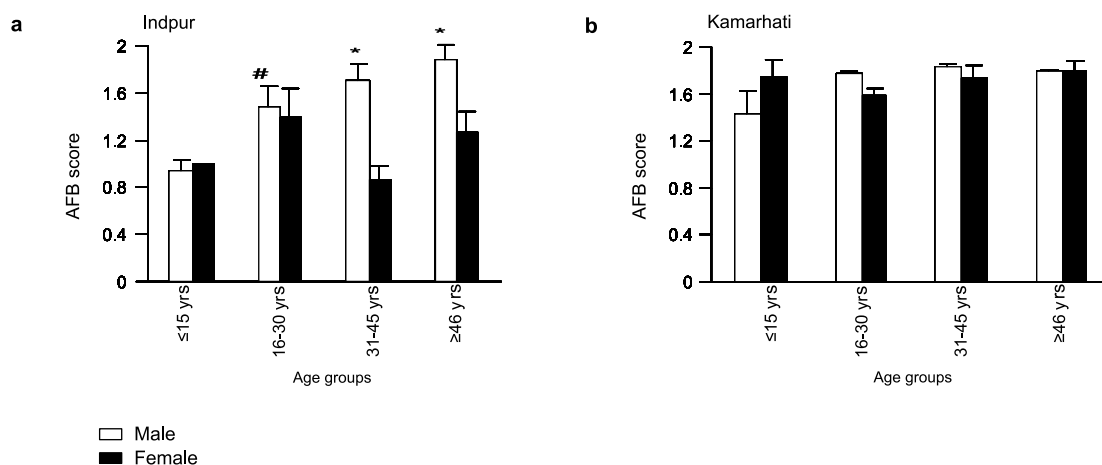 a
Indpur
2
1.6
1.2
0.8
0.4
0
AFB score
#
*
*
≤15 yrs
16-30 yrs
31-45 yrs
≥46 y rs
Age groups
b
Kamarhati
2
1.6
1.2
0.8
0.4
0
AFB score
≤15 yrs
16-30 yrs
31-45 yrs
≥46 yrs
Age groups
Male
Female